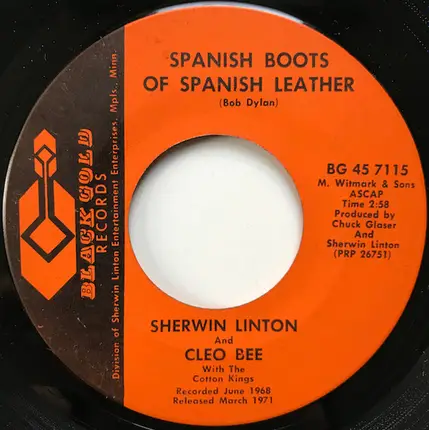 SPANISH BOOTS
OF SPANISH LEATHER
(Bob Dylan)
BLACK GOLD
RECORDS
Division of Sherwin Linton Entertainment Enterprises, Mpls., Minn.
BG 45 7115
M. Witmark & Sons
ASCAP
Time 2:58
Produced by
Chuck Glaser
And
Sherwin Linton
(PRP 26751)
SHERWIN LINTON
And
CLEO BEE
With The
Cotton Kings
Recorded June 1968
Released March 1971